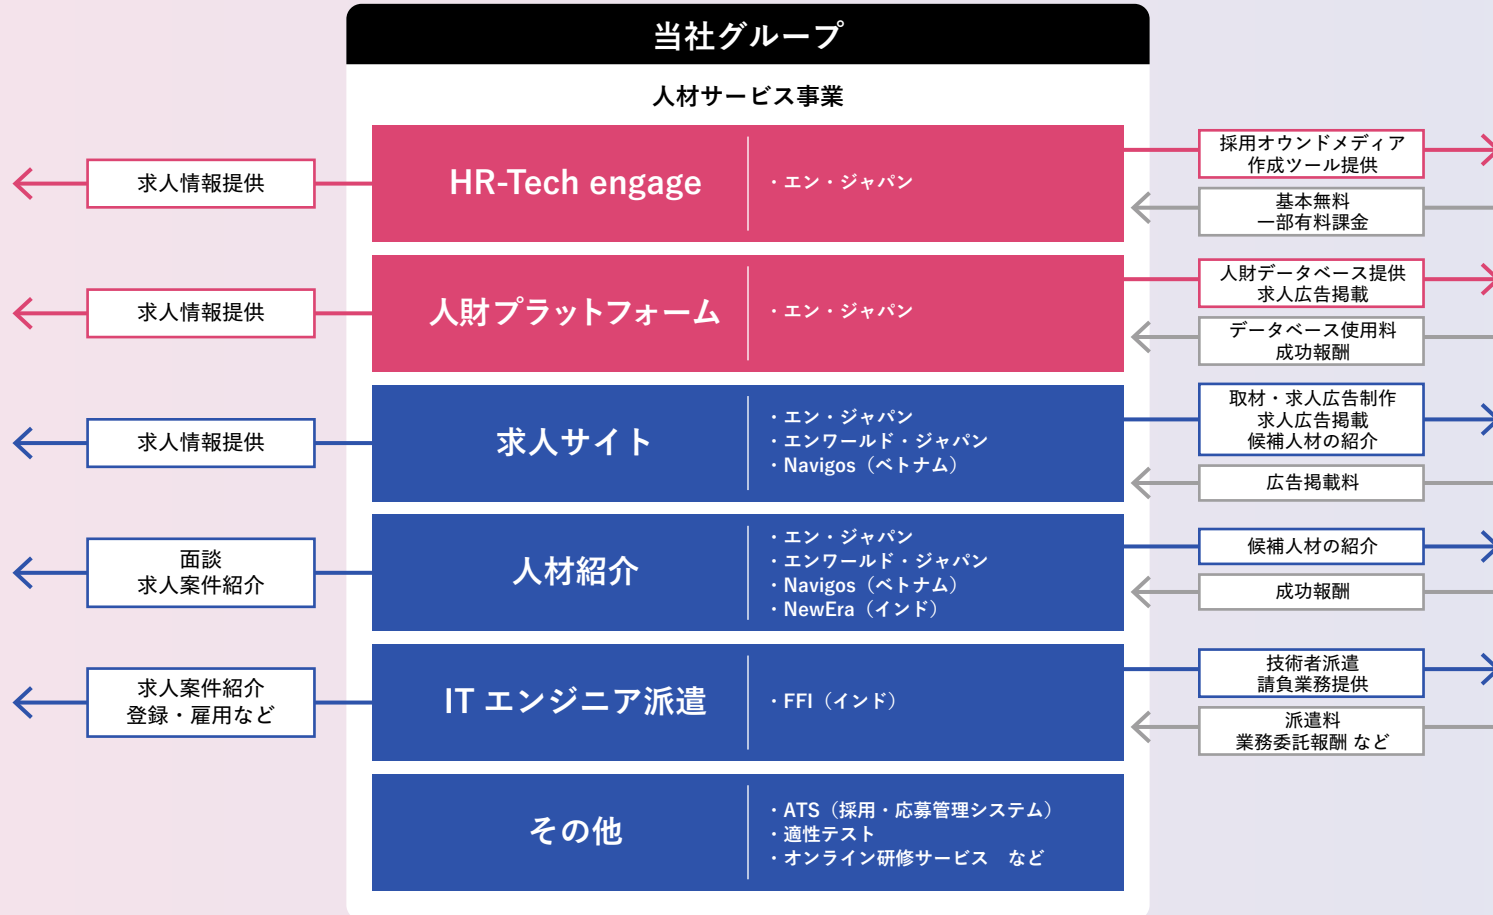 当社グループ
人材サービス事業
求人情報提供
HR-Tech engage
・エン・ジャパン
採用オウンドメディア
作成ツール提供
基本無料
一部有料課金
求人情報提供
人財プラットフォーム
・エン・ジャパン
人財データベース提供
求人広告掲載
データベース使用料
成功報酬
求人情報提供
求人サイト
・エン・ジャパン
・エンワールド・ジャパン
・Navigos（ベトナム）
取材・求人広告制作
求人広告掲載
候補人材の紹介
広告掲載料
面談
求人案件紹介
人材紹介
・エン・ジャパン
・エンワールド・ジャパン
・Navigos（ベトナム）
・NewEra（インド）
候補人材の紹介
成功報酬
求人案件紹介
登録・雇用など
IT エンジニア派遣
・FFI（インド）
技術者派遣
請負業務提供
派遣料
業務委託報酬 など
その他
・ATS（採用・応募管理システム）
・適性テスト
・オンライン研修サービス　など